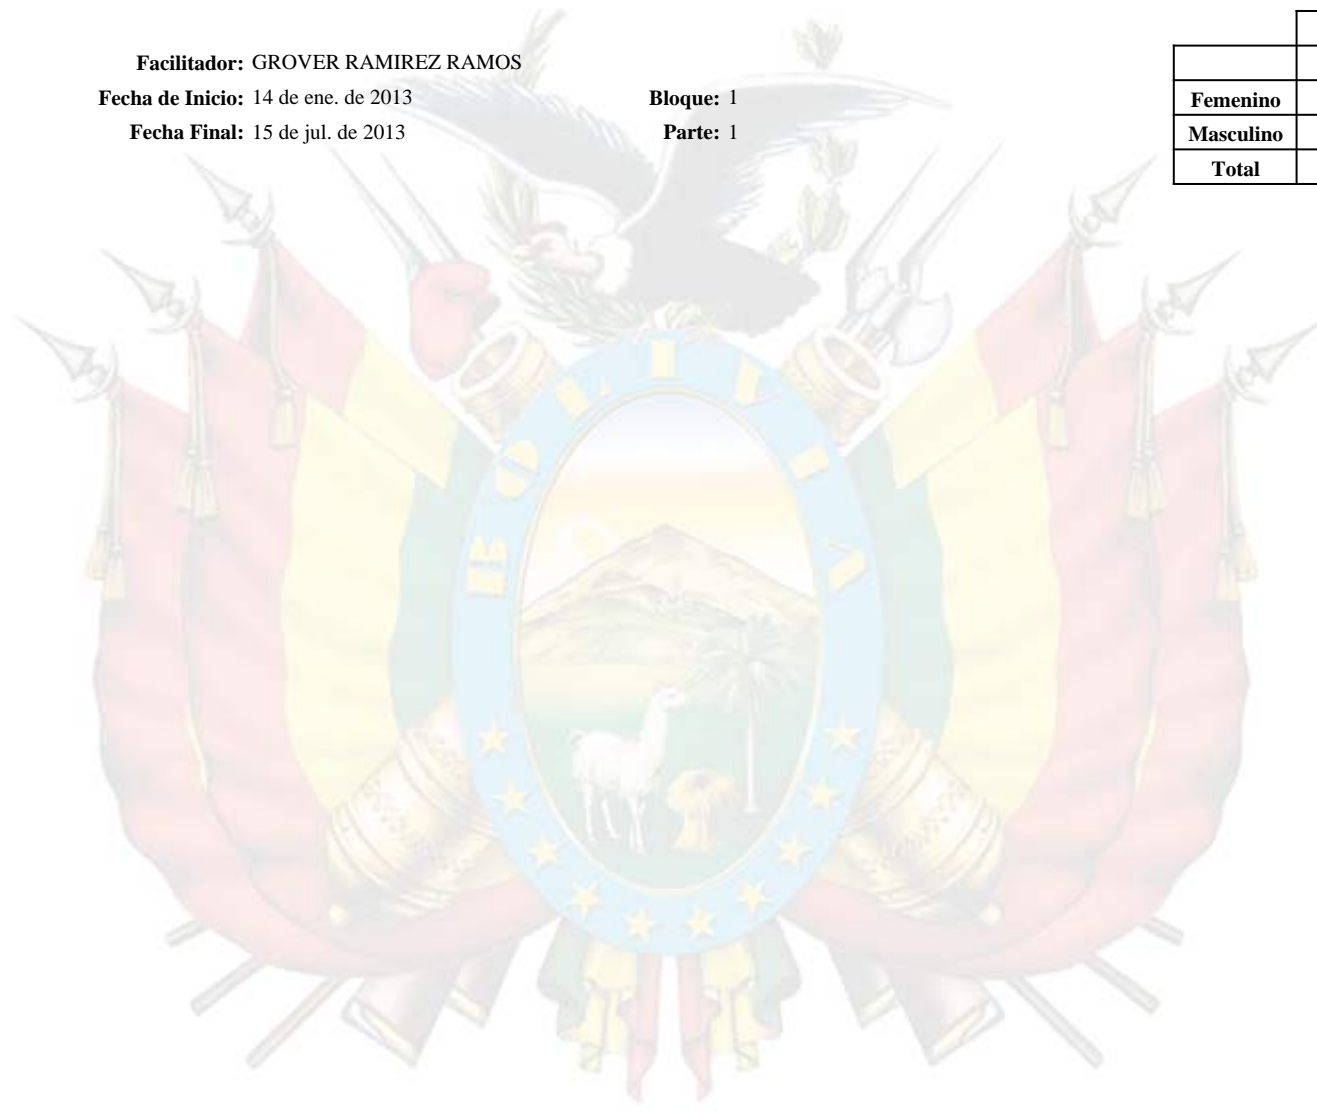 Facilitador: GROVER RAMIREZ RAMOS
Fecha de Inicio: 14 de ene. de 2013 Bloque: 1
Fecha Final: 15 de jul. de 2013 Parte: 1
Femenino
Masculino
Total
BOLIVIA